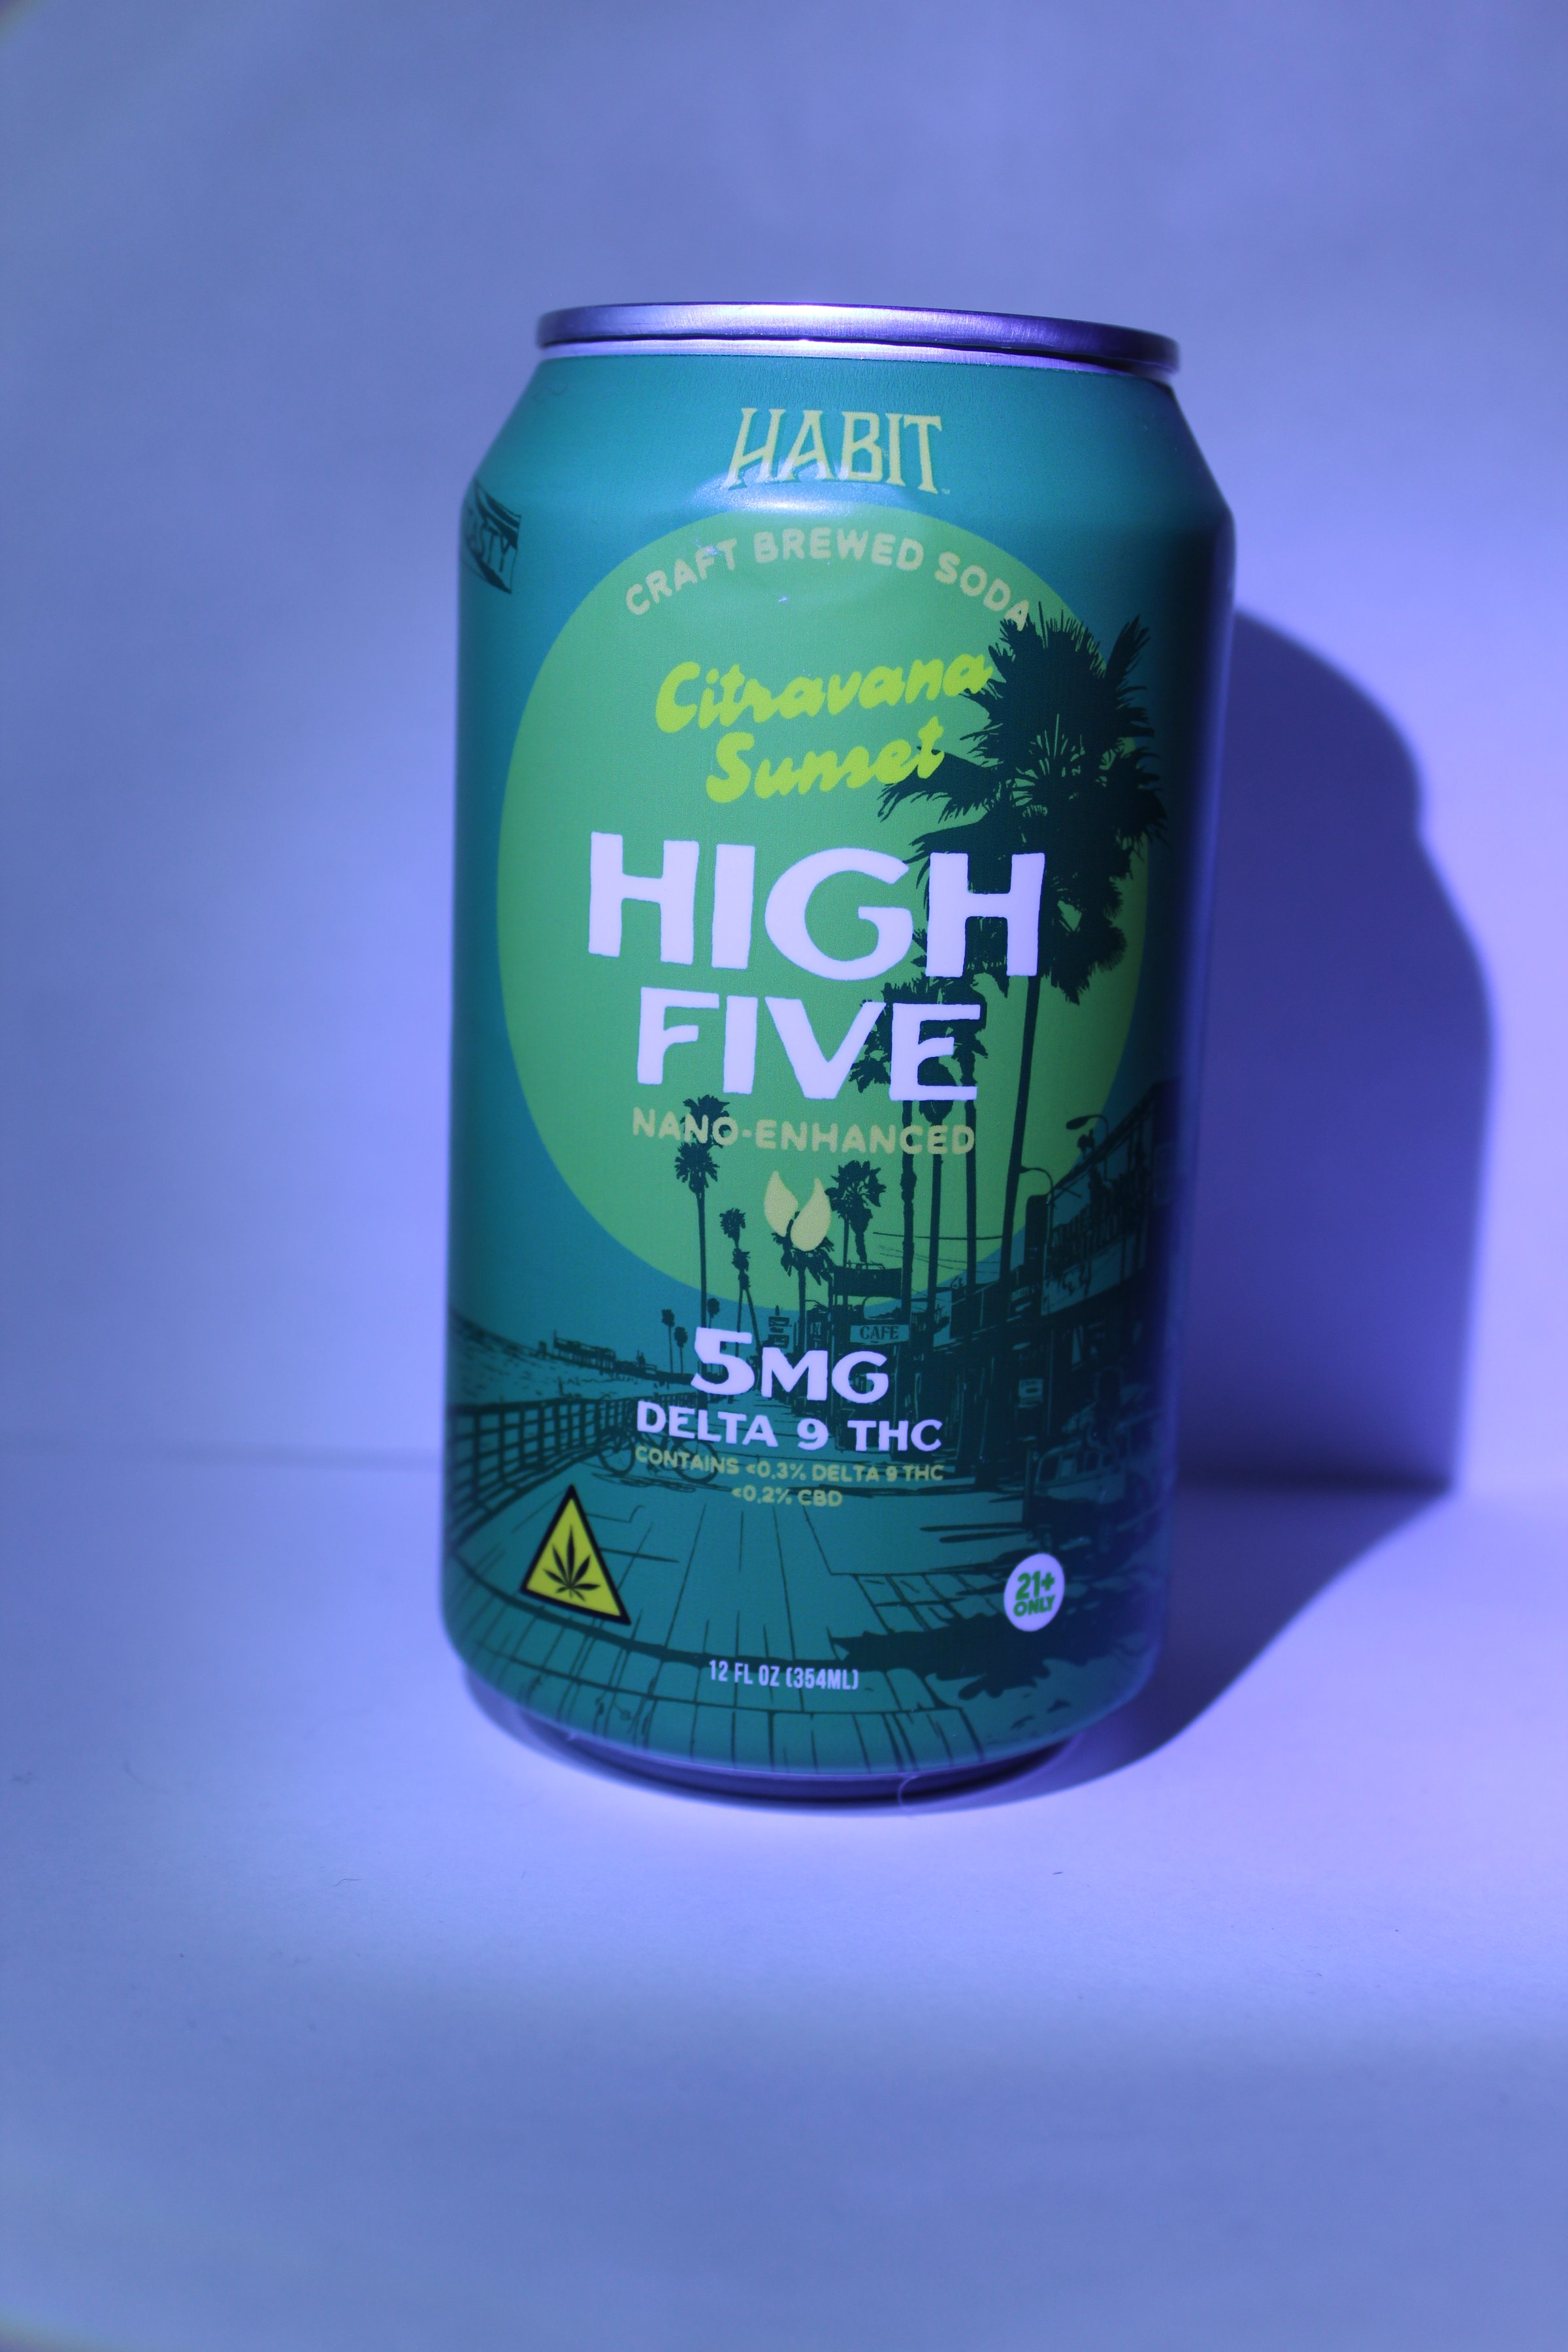 HABIT
CRAFT BREWED SODA
Citravana
Sunset
HIGH
FIVE
NANO-ENHANCED
CAFE
5MG
DELTA 9 THC
CONTAINS <0.3% DELTA 9 THC
<0.2% CBD
21+
ONLY
12 FL OZ (354ML)